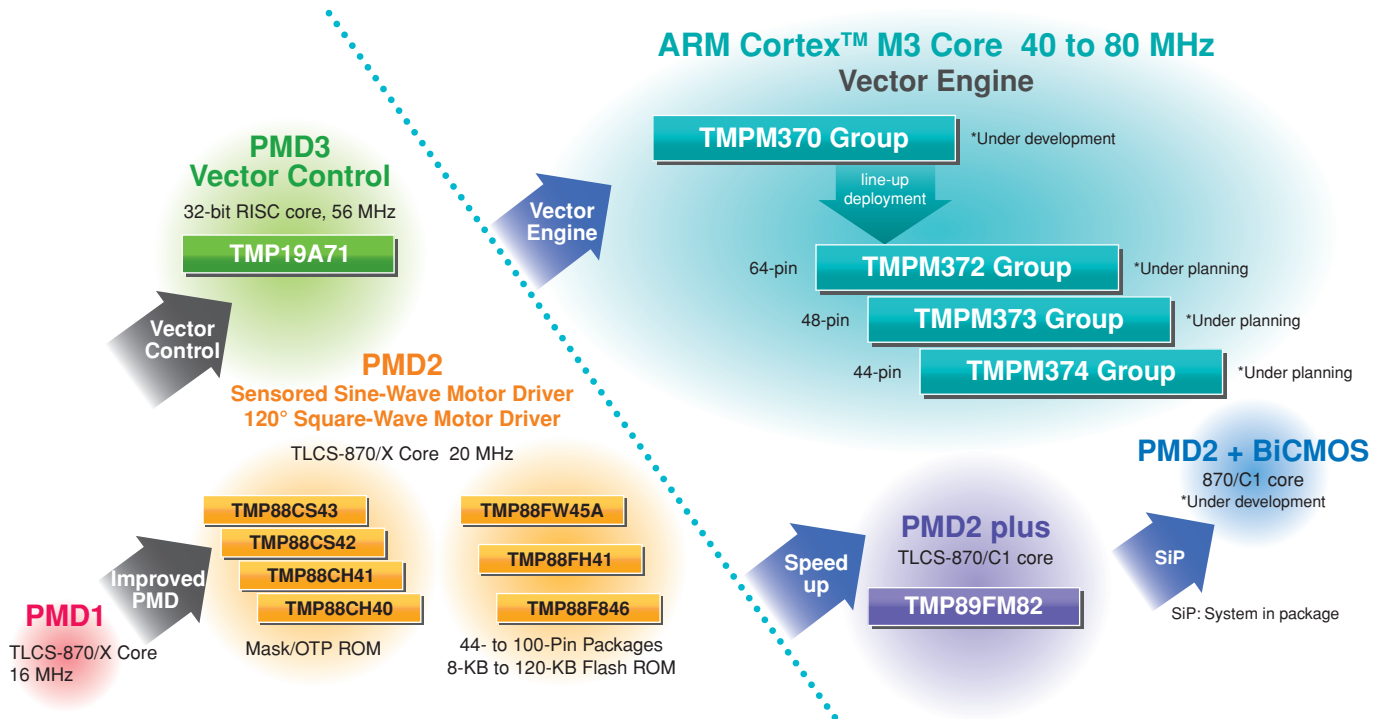 ARM Cortex™ M3 Core 40 to 80 MHz
Vector Engine
TMPM370 Group
*Under development
line-up
deployment
Vector
Engine
64-pin
TMPM372 Group
*Under planning
48-pin
TMPM373 Group
*Under planning
44-pin
TMPM374 Group
*Under planning
PMD3
Vector Control
32-bit RISC core, 56 MHz
TMP19A71
Vector
Control
PMD2
Sensored Sine-Wave Motor Driver
120° Square-Wave Motor Driver
TLCS-870/X Core 20 MHz
TMP88CS43
TMP88CS42
TMP88CH41
TMP88CH40
Mask/OTP ROM
TMP88FW45A
TMP88FH41
TMP88F846
44- to 100-Pin Packages
8-KB to 120-KB Flash ROM
Improved
PMD
PMD1
TLCS-870/X Core
16 MHz
Speed
up
PMD2 plus
TLCS-870/C1 core
TMP89FM82
SiP
PMD2 + BiCMOS
870/C1 core
*Under development
SiP: System in package